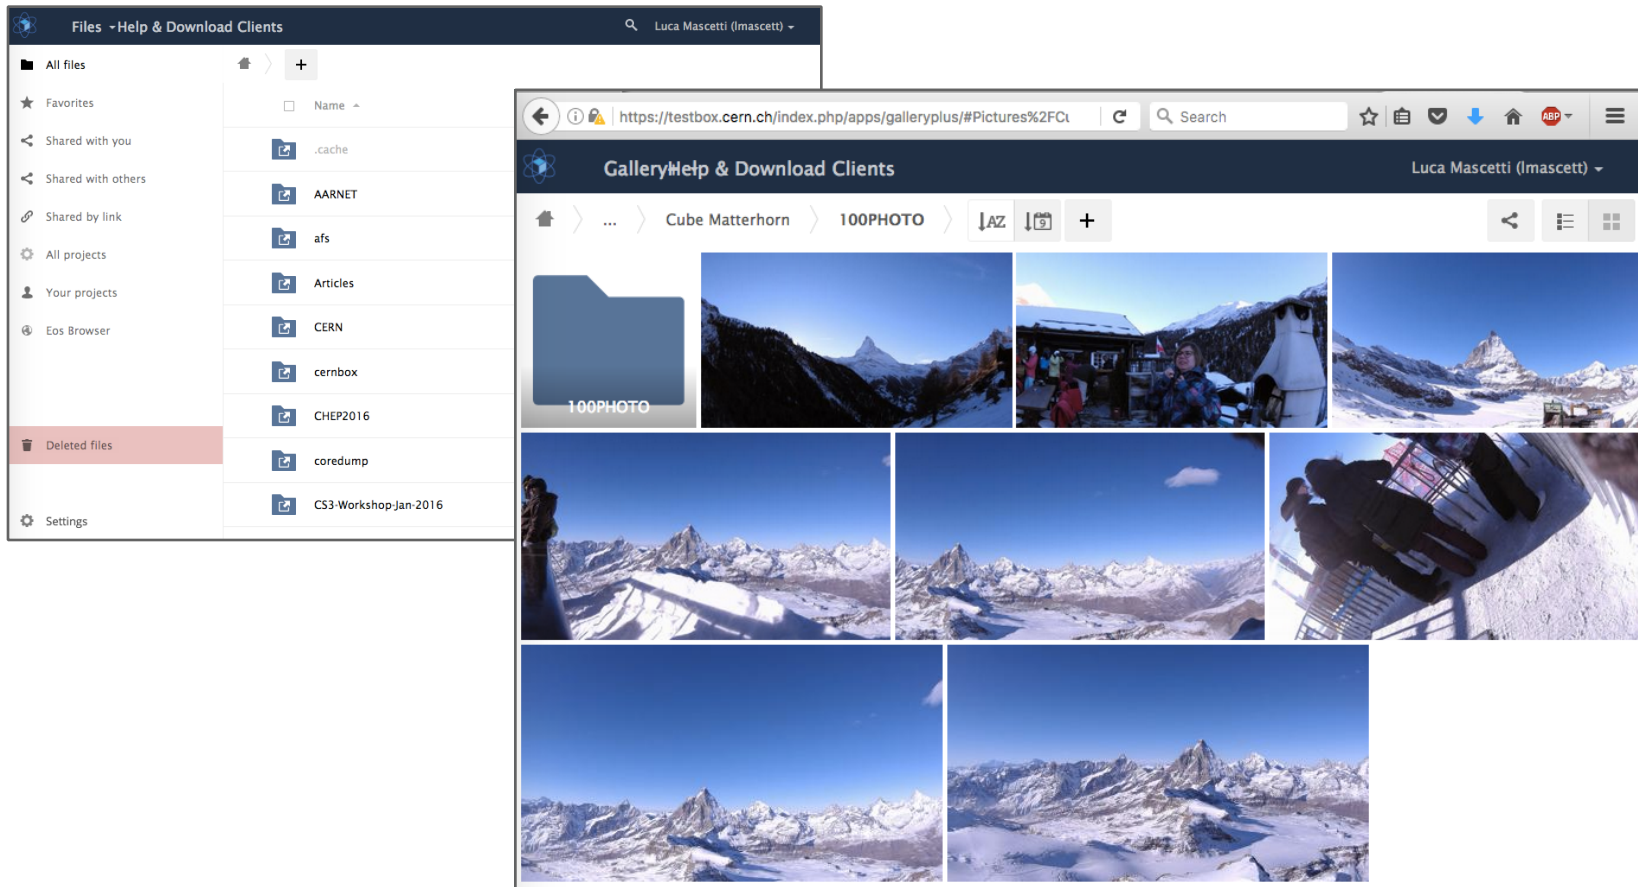 Files Help & Download Clients
Luca Mascetti (lmascett)
All files
Favorites
Shared with you
Shared with others
Shared by link
All projects
Your projects
Eos Browser
Deleted files
Settings
+
Name
.cache
AARNET
afs
Articles
CERN
cernbox
CHEP2016
coredump
CS3-Workshop-Jan-2016
https://testbox.cern.ch/index.php/apps/galleryplus/#Pictures%2FCu
Search
ABP
Gallery Help & Download Clients
Luca Mascetti (lmascett)
... Cube Matterhorn 100PHOTO AZ 9 +
100PHOTO